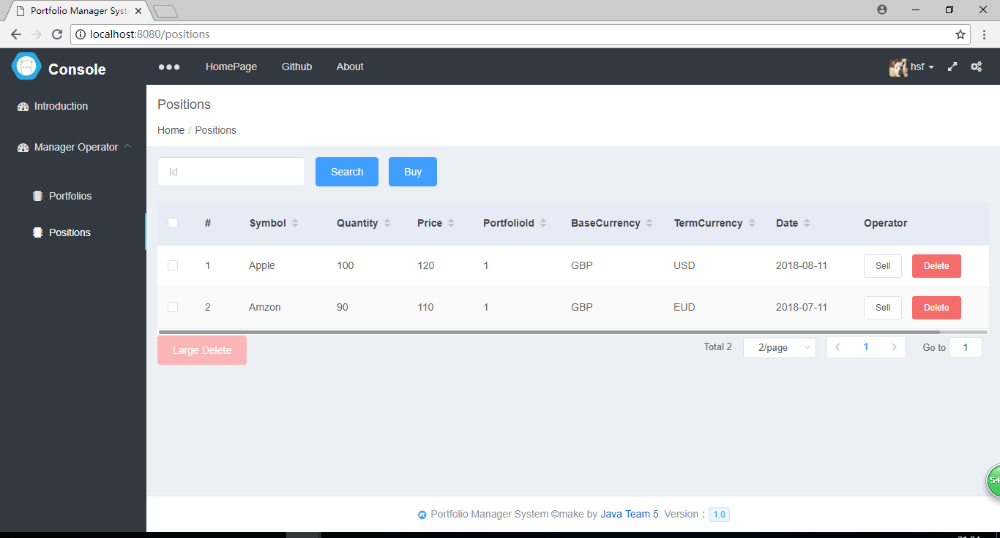 Portfolio Manager Syst
localhost:8080/positions
Console
HomePage Github About
hsf
Introduction
Manager Operator
Portfolios
Positions
Positions
Home / Positions
Id
Search
Buy
# Symbol Quantity Price PortfolioId BaseCurrency TermCurrency Date Operator
1 Apple 100 120 1 GBP USD 2018-08-11 Sell Delete
2 Amzon 90 110 1 GBP EUD 2018-07-11 Sell Delete
Large Delete
Total 2 2/page 1 Go to 1
54
Portfolio Manager System ©make by Java Team 5 Version : 1.0